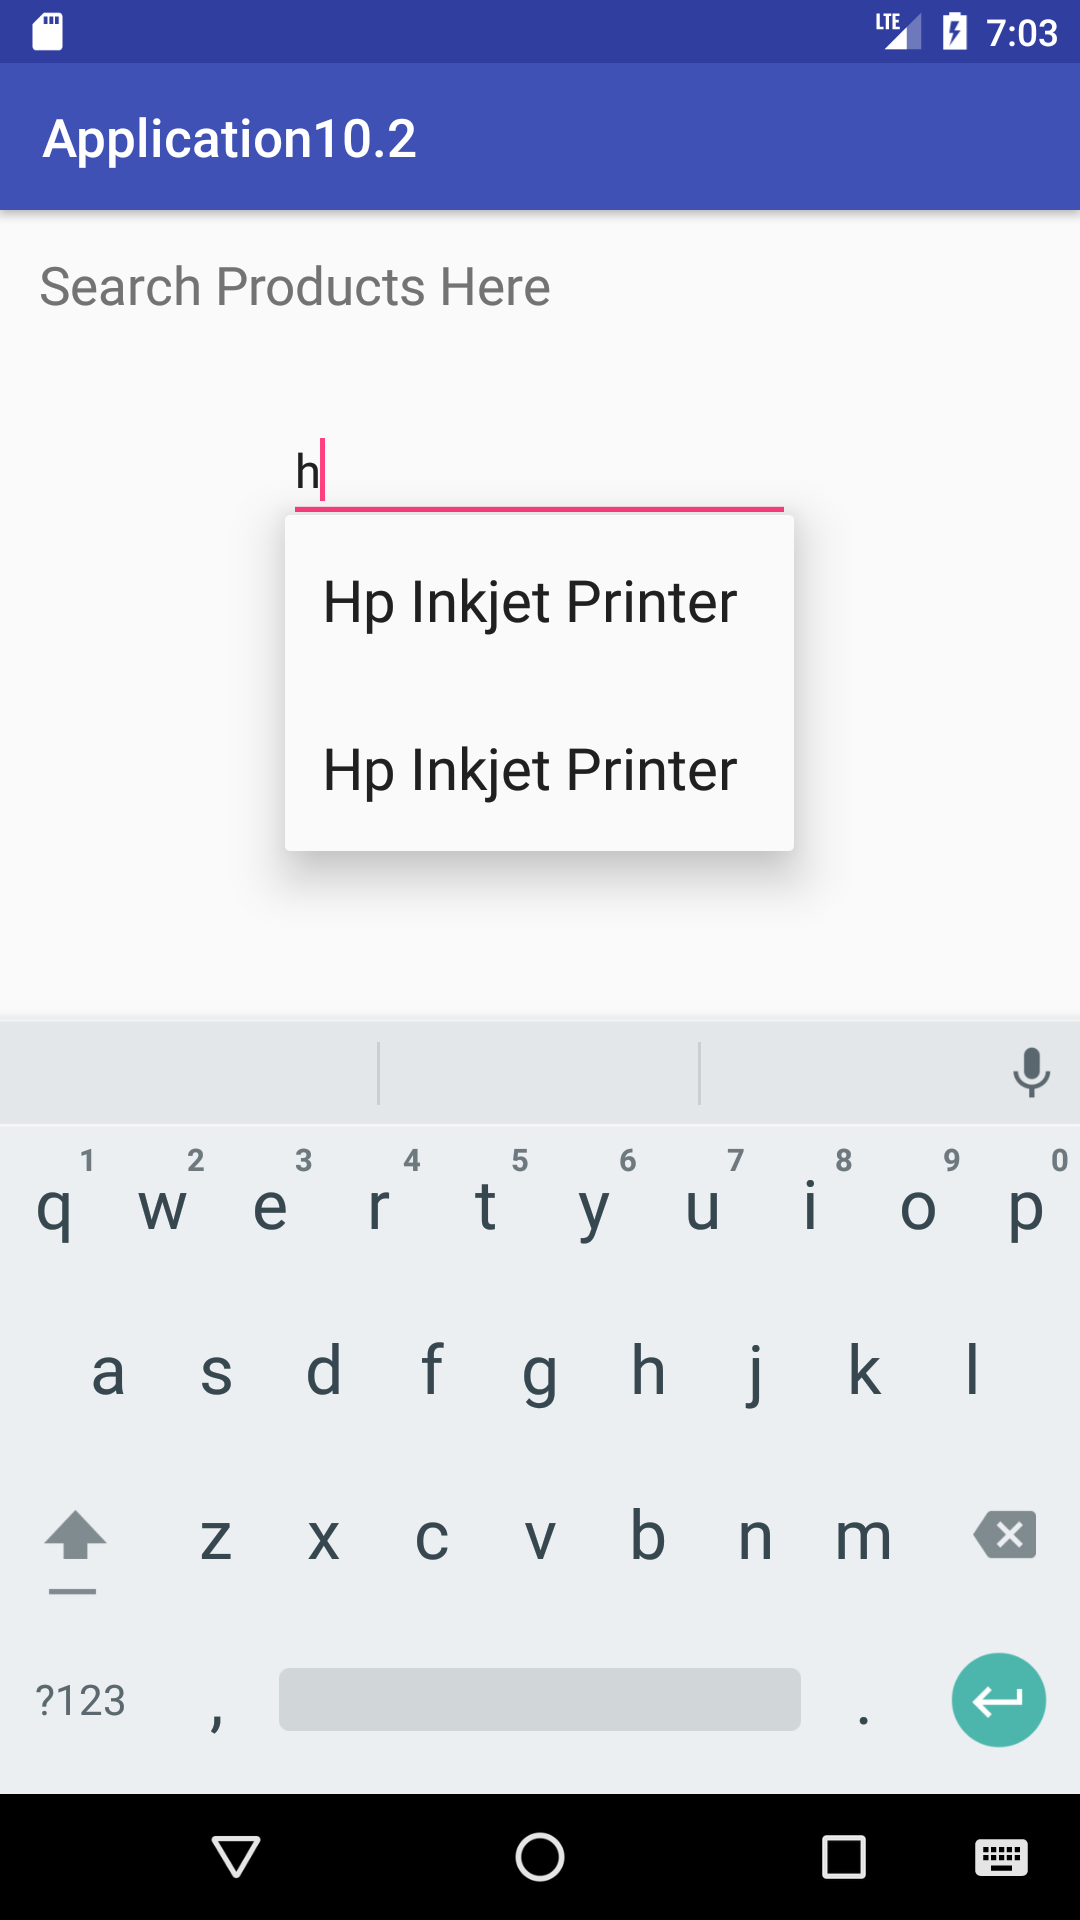 LTE 7:03
Application10.2
Search Products Here
h
Hp Inkjet Printer
Hp Inkjet Printer
1 2 3 4 5 6 7 8 9 0
q w e r t y u i o p
a s d f g h j k l
z x c v b n m
?123 , .